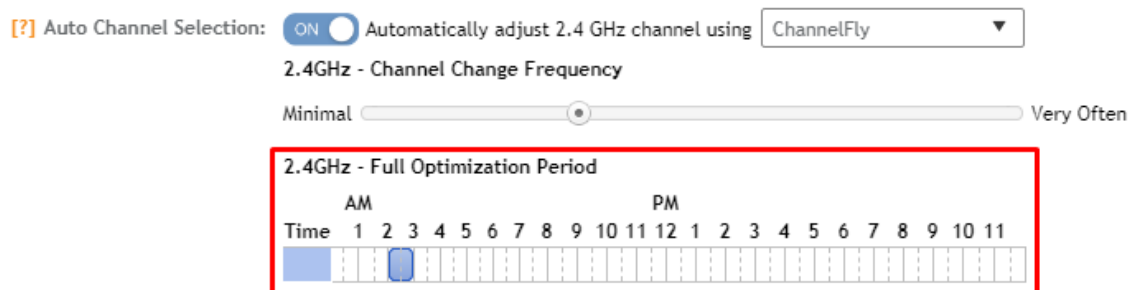 [?] Auto Channel Selection: ON Automatically adjust 2.4 GHz channel using ChannelFly
2.4GHz - Channel Change Frequency
Minimal Very Often
2.4GHz - Full Optimization Period
AM PM
Time 1 2 3 4 5 6 7 8 9 10 11 12 1 2 3 4 5 6 7 8 9 10 11